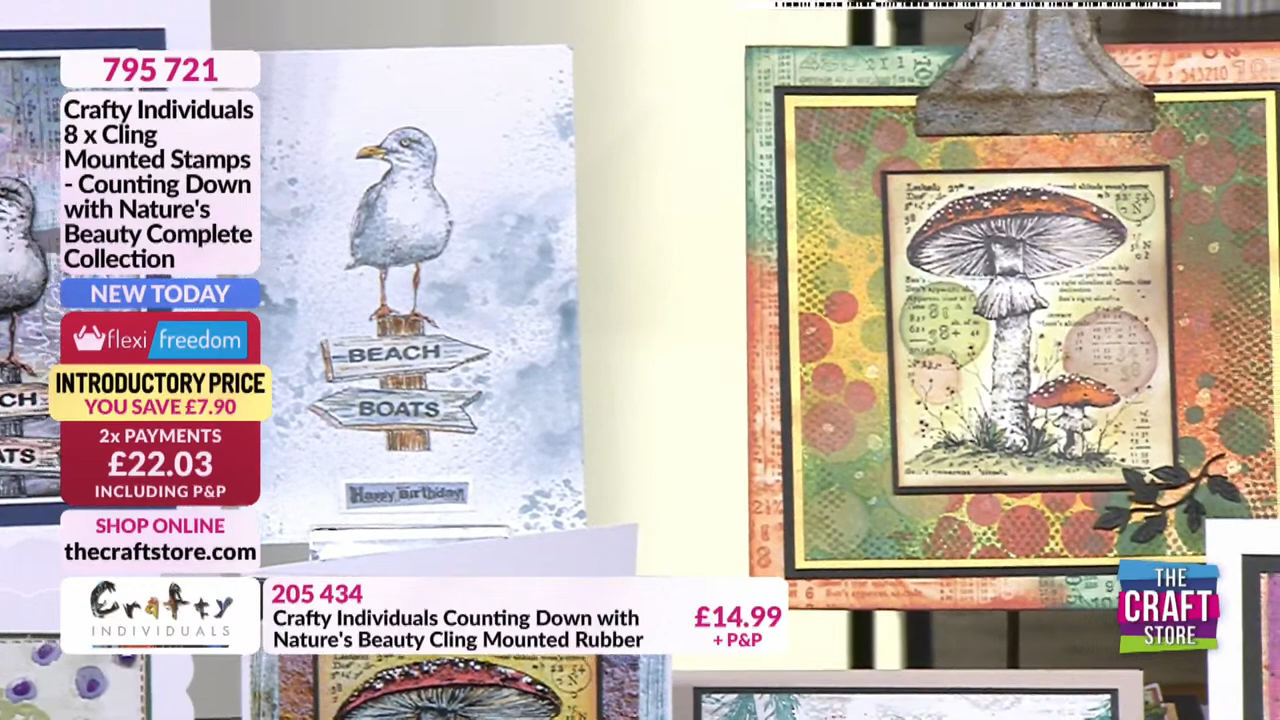 795 721
Crafty Individuals
8 x Cling
Mounted Stamps
- Counting Down
with Nature's
Beauty Complete
Collection
NEW TODAY
flexi freedom
INTRODUCTORY PRICE
YOU SAVE £7.90
2x PAYMENTS
£22.03
INCLUDING P&P
SHOP ONLINE
thecraftstore.com
BEACH
BOATS
Happy Birthday!
Crafty
INDIVIDUALS
205 434
Crafty Individuals Counting Down with
Nature's Beauty Cling Mounted Rubber
£14.99
+ P&P
THE
CRAFT
STORE